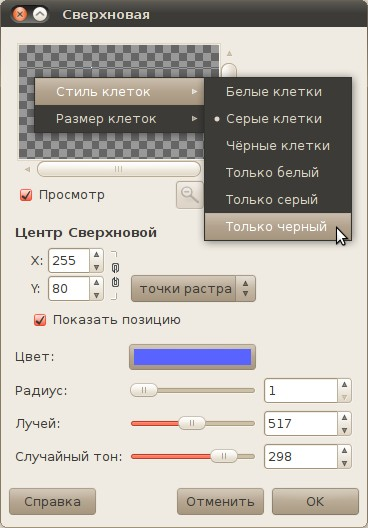 Сверхновая
Стиль клеток
Размер клеток
Белые клетки
Серые клетки
Чёрные клетки
Только белый
Только серый
Только черный
Просмотр
Центр Сверхновой
X: 255
Y: 80
точки растра
Показать позицию
Цвет:
Радиус: 1
Лучей: 517
Случайный тон: 298
Справка Отменить OK